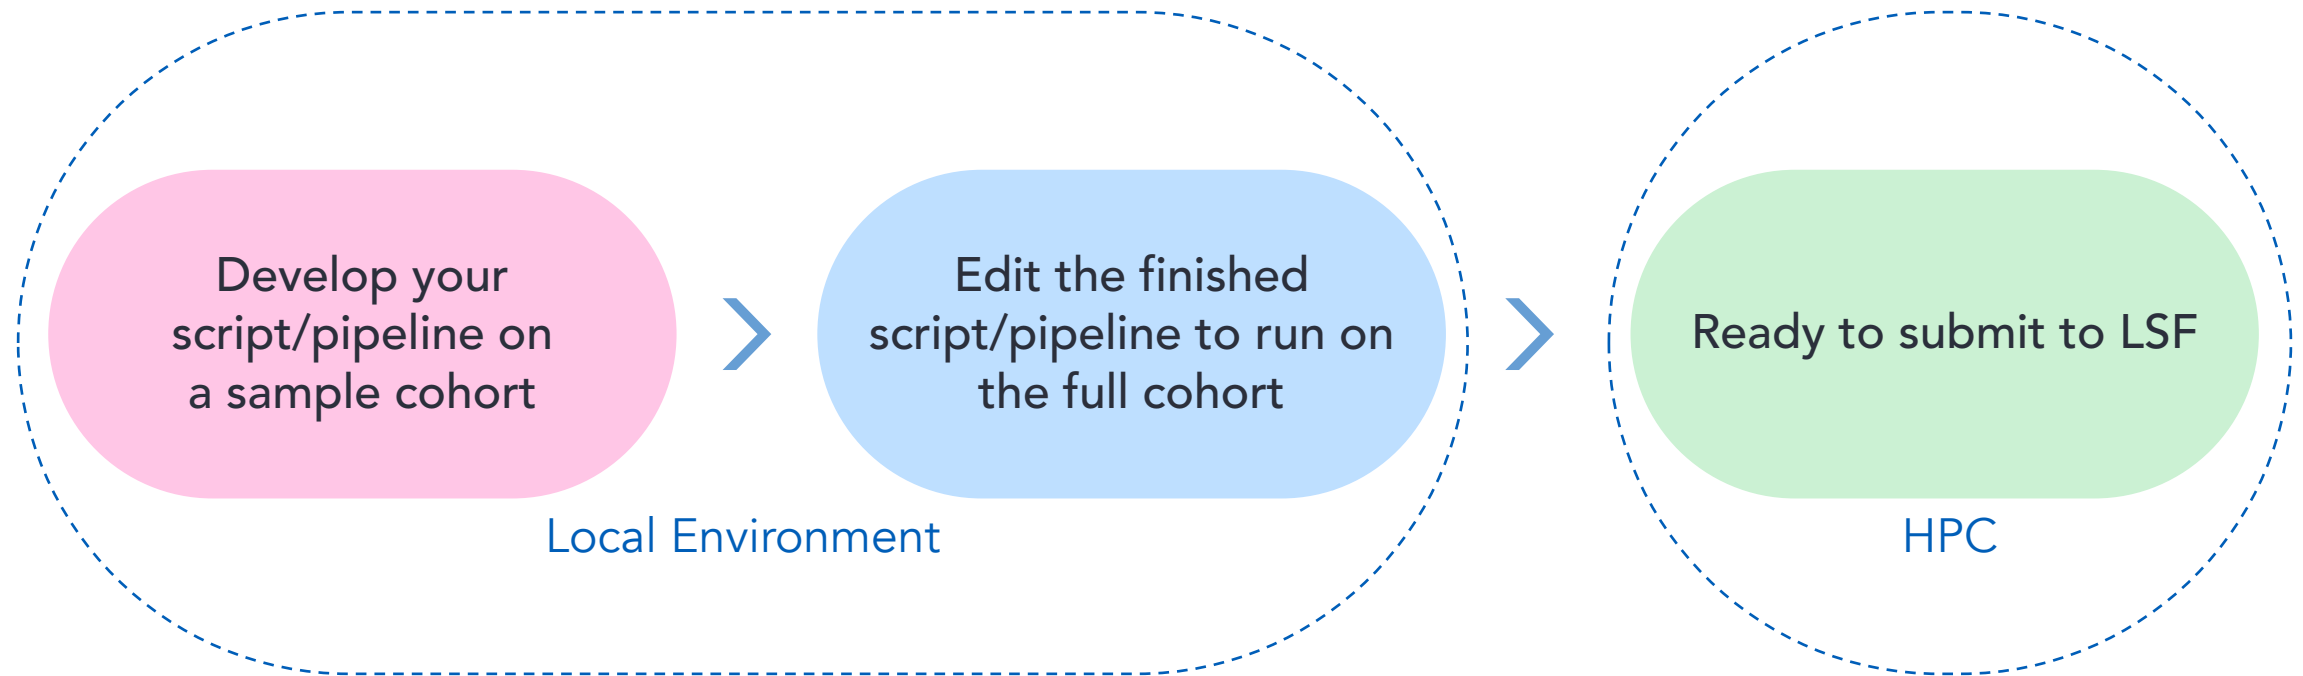 Develop your
script/pipeline on
a sample cohort
Edit the finished
script/pipeline to run on
the full cohort
Local Environment
Ready to submit to LSF
HPC